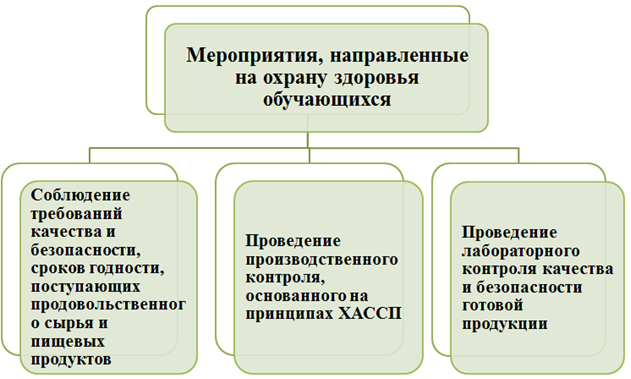 Мероприятия, направленные
на охрану здоровья
обучающихся
Соблюдение
требований
качества и
безопасности,
сроков годности,
поступающих
продовольственног
о сырья и
пищевых
продуктов
Проведение
производственного
контроля,
основанного на
принципах ХАССП
Проведение
лабораторного
контроля качества
и безопасности
готовой
продукции